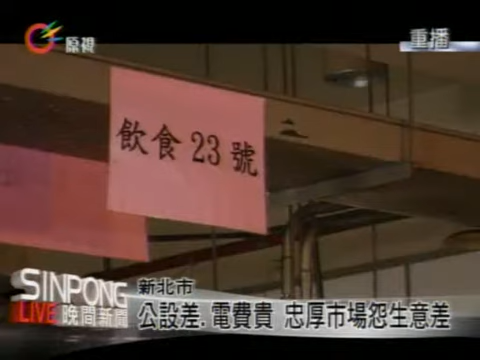 原視
重播
飲食23號
SINPONG
LIVE 晚間新聞
新北市
公設差.電費貴 忠厚市場怨生意差